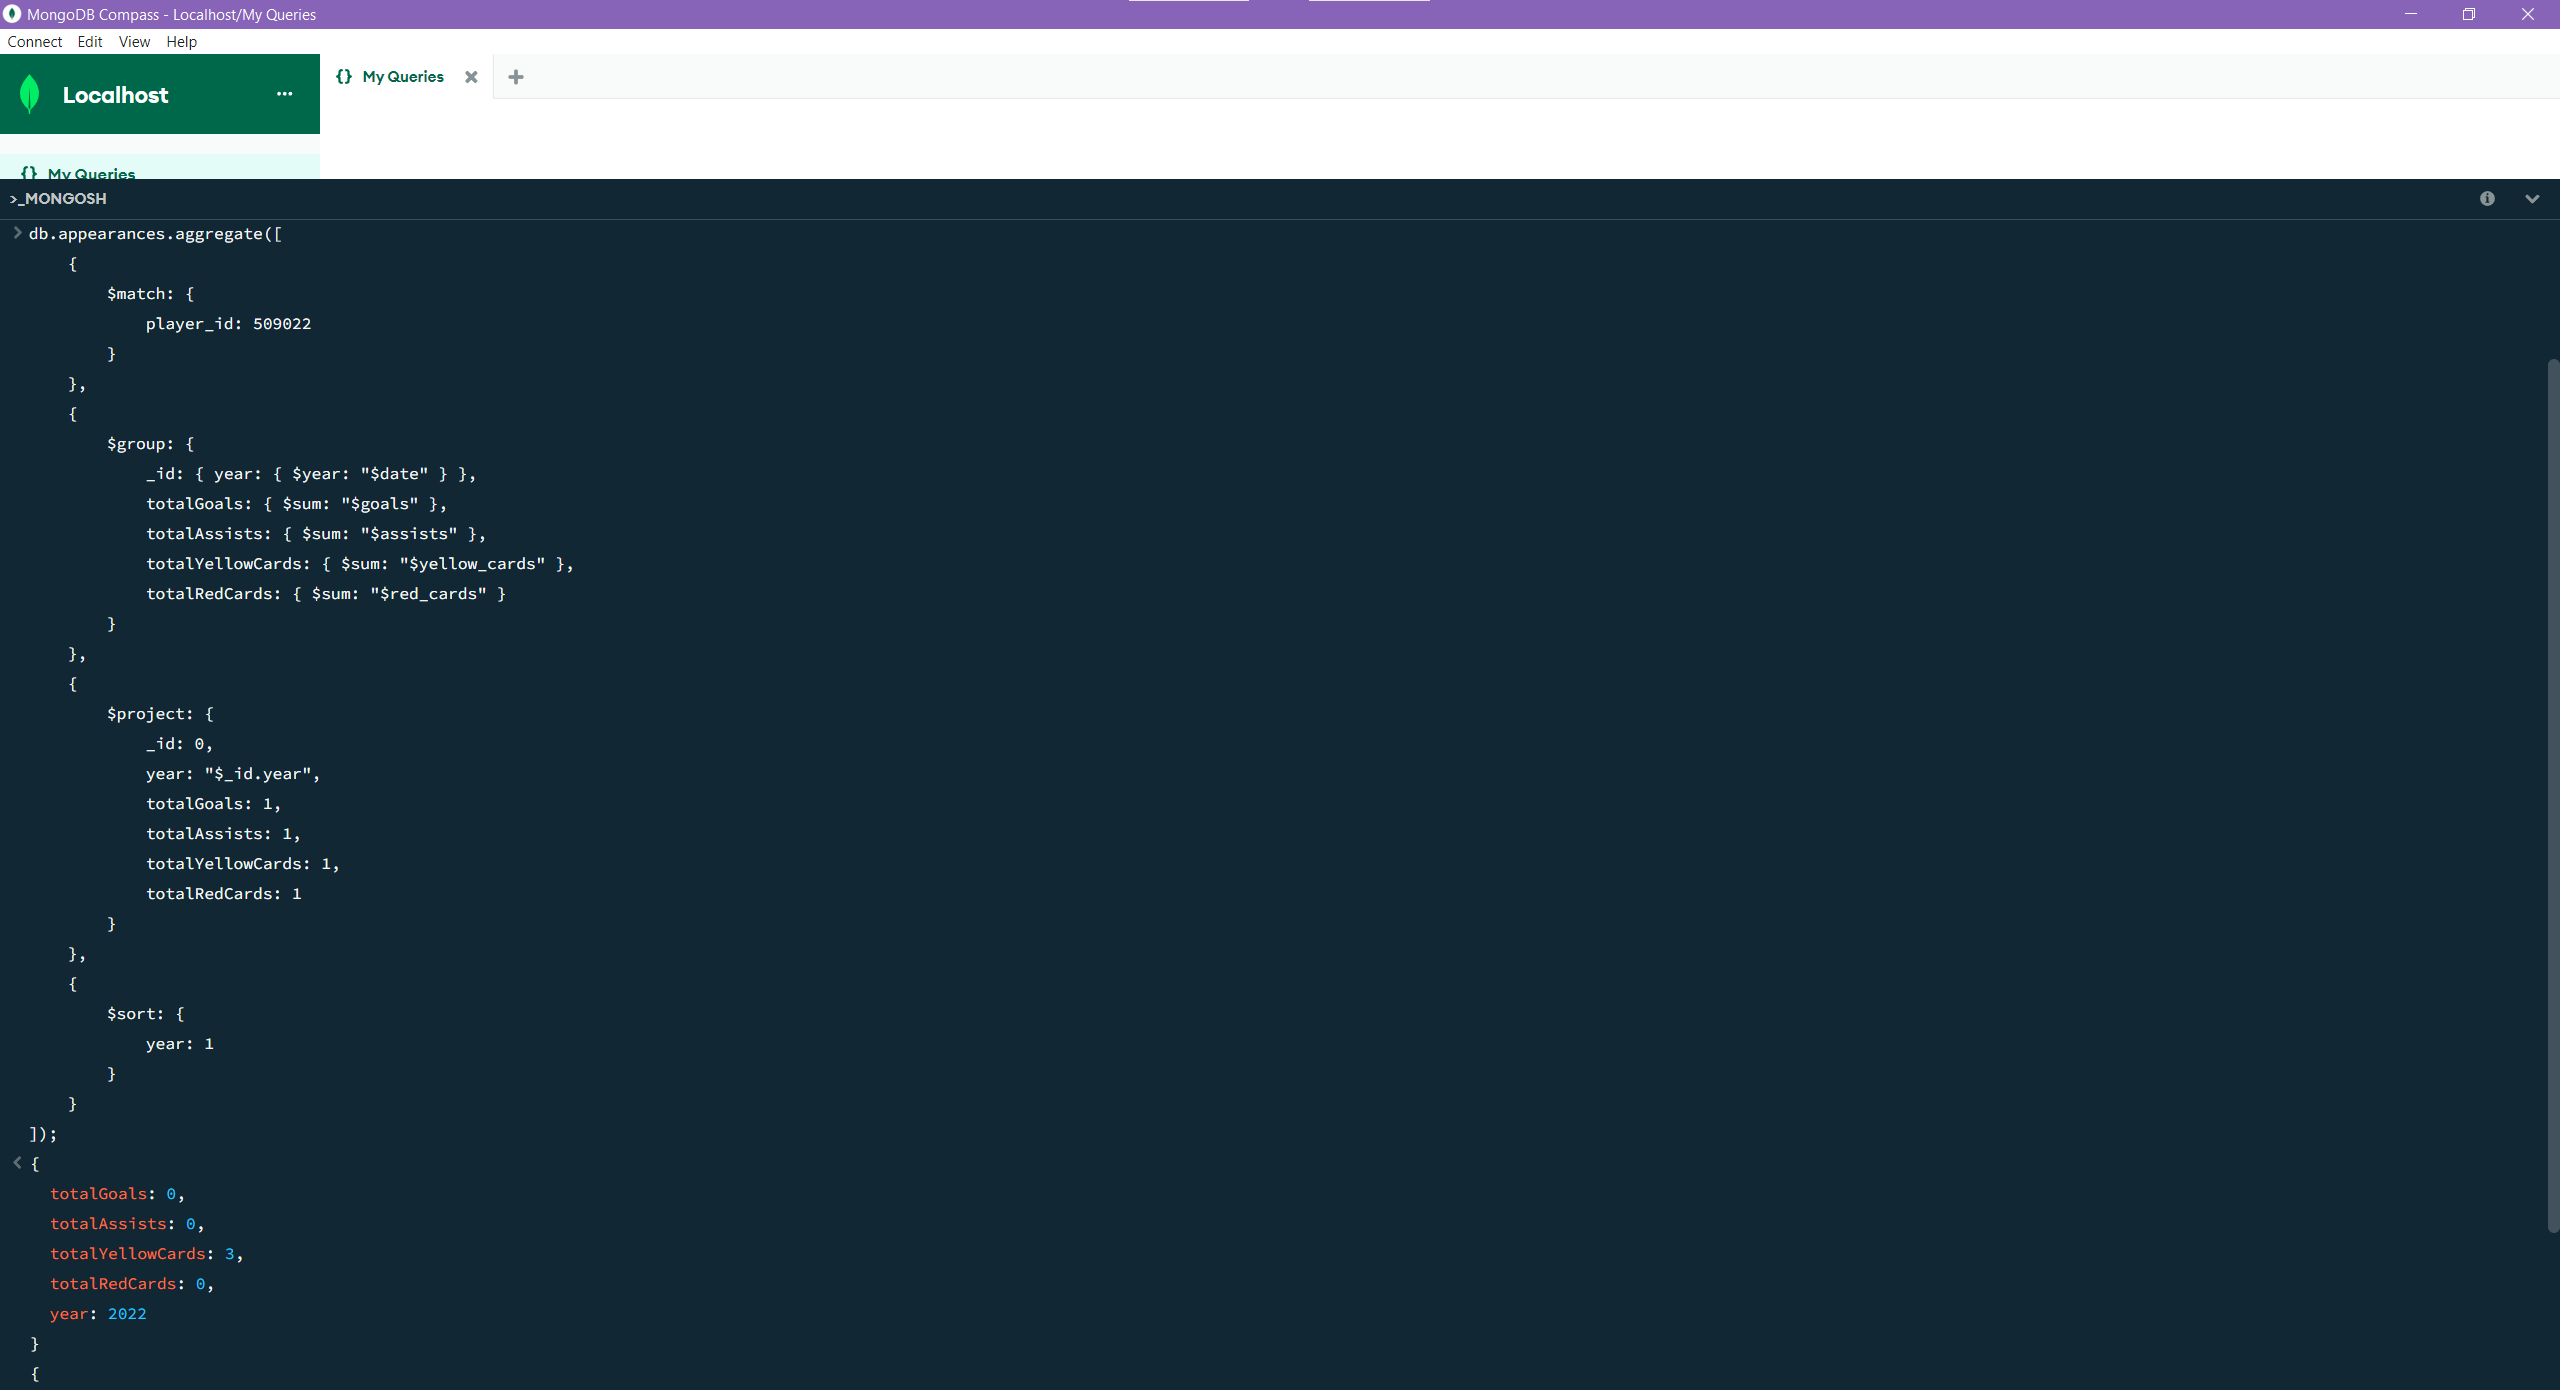 MongoDB Compass - Localhost/My Queries
Connect Edit View Help
Localhost ...
{} My Queries
{} My Queries
>_MONGOSH
> db.appearances.aggregate([
    {
        $match: {
            player_id: 509022
        }
    },
    {
        $group: {
            _id: { year: { $year: "$date" } },
            totalGoals: { $sum: "$goals" },
            totalAssists: { $sum: "$assists" },
            totalYellowCards: { $sum: "$yellow_cards" },
            totalRedCards: { $sum: "$red_cards" }
        }
    },
    {
        $project: {
            _id: 0,
            year: "$_id.year",
            totalGoals: 1,
            totalAssists: 1,
            totalYellowCards: 1,
            totalRedCards: 1
        }
    },
    {
        $sort: {
            year: 1
        }
    }
]);
< {
  totalGoals: 0,
  totalAssists: 0,
  totalYellowCards: 3,
  totalRedCards: 0,
  year: 2022
}
{